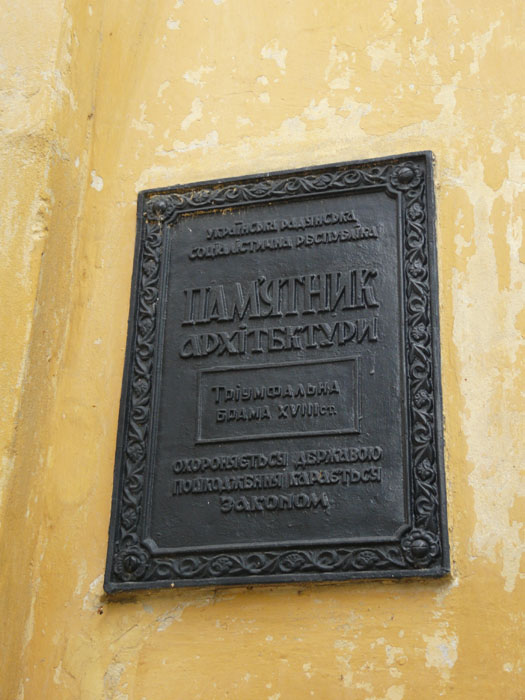 УКРАЇНСЬКА РАДЯНСЬКА
СОЦІАЛІСТИЧНА РЕСПУБЛІКА
ПАМ'ЯТНИК
АРХІТЕКТУРИ
ТРІУМФАЛЬНА
БРАМА XVIII ст.
ОХОРОНЯЄТЬСЯ ДЕРЖАВОЮ
ПОШКОДЖЕННЯ КАРАЄТЬСЯ
ЗАКОНОМ